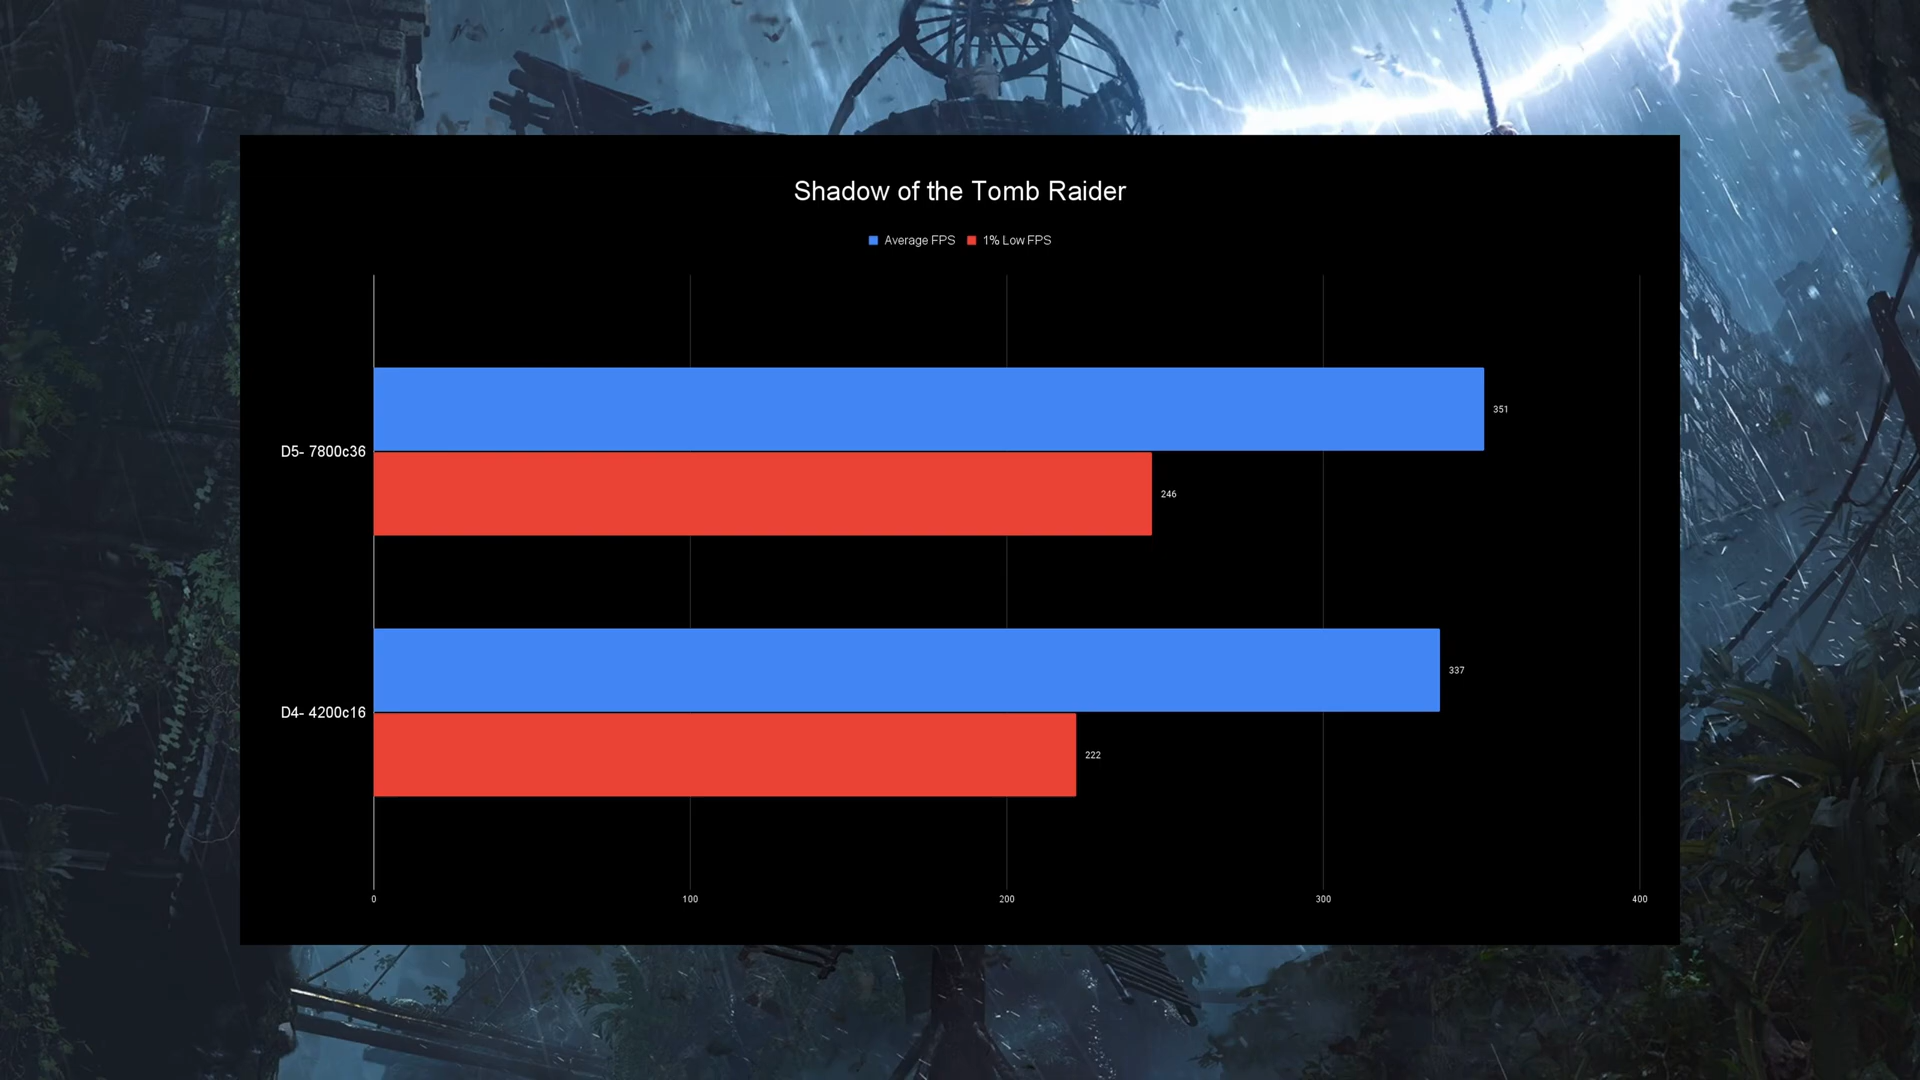 Shadow of the Tomb Raider
Average FPS 1% Low FPS
351
D5- 7800c36
246
337
D4- 4200c16
222
0 100 200 300 400